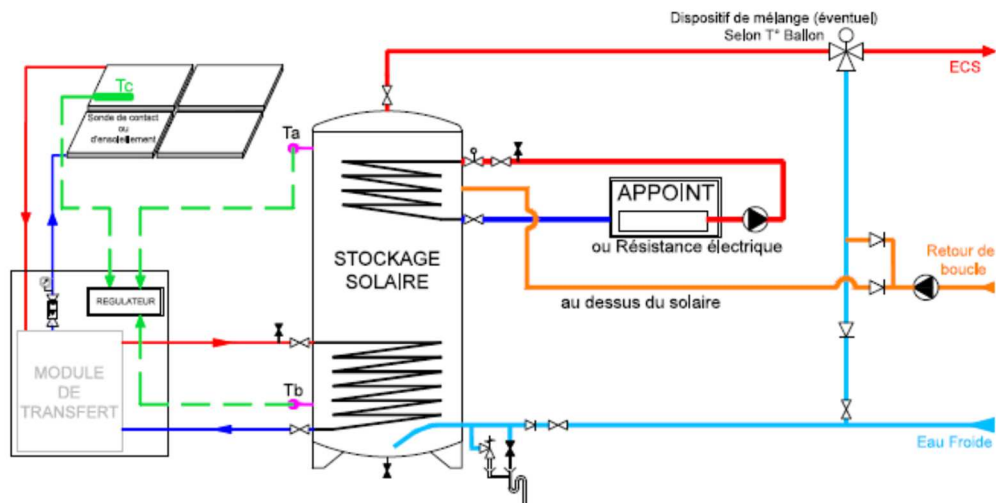 Dispositif de mélange (éventuel)
Selon T° Ballon
ECS
Tc
Sonde de contact
ou
d'ensoleillement
Ta
APPOINT
ou Résistance électrique
STOCKAGE
SOLAIRE
Retour de
boucle
REGULATEUR
au dessus du solaire
MODULE
DE
TRANSFERT
Tb
Eau Froide